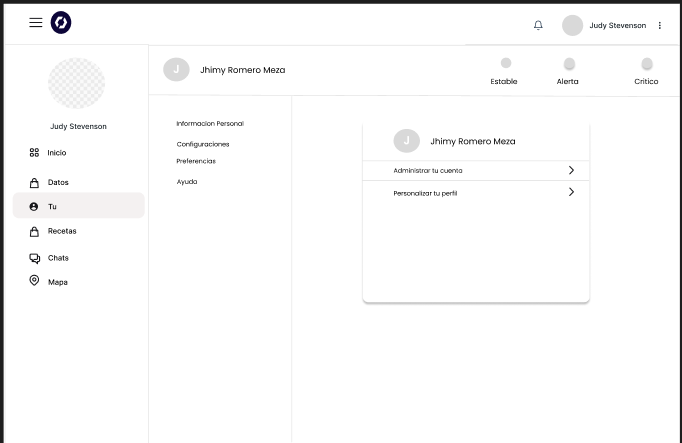 Judy Stevenson
J
Jhimy Romero Meza
Estable
Alerta
Critico
Judy Stevenson
Inicio
Datos
Tu
Recetas
Chats
Mapa
Informacion Personal
Configuraciones
Preferencias
Ayuda
J
Jhimy Romero Meza
Administrar tu cuenta
Personalizar tu perfil